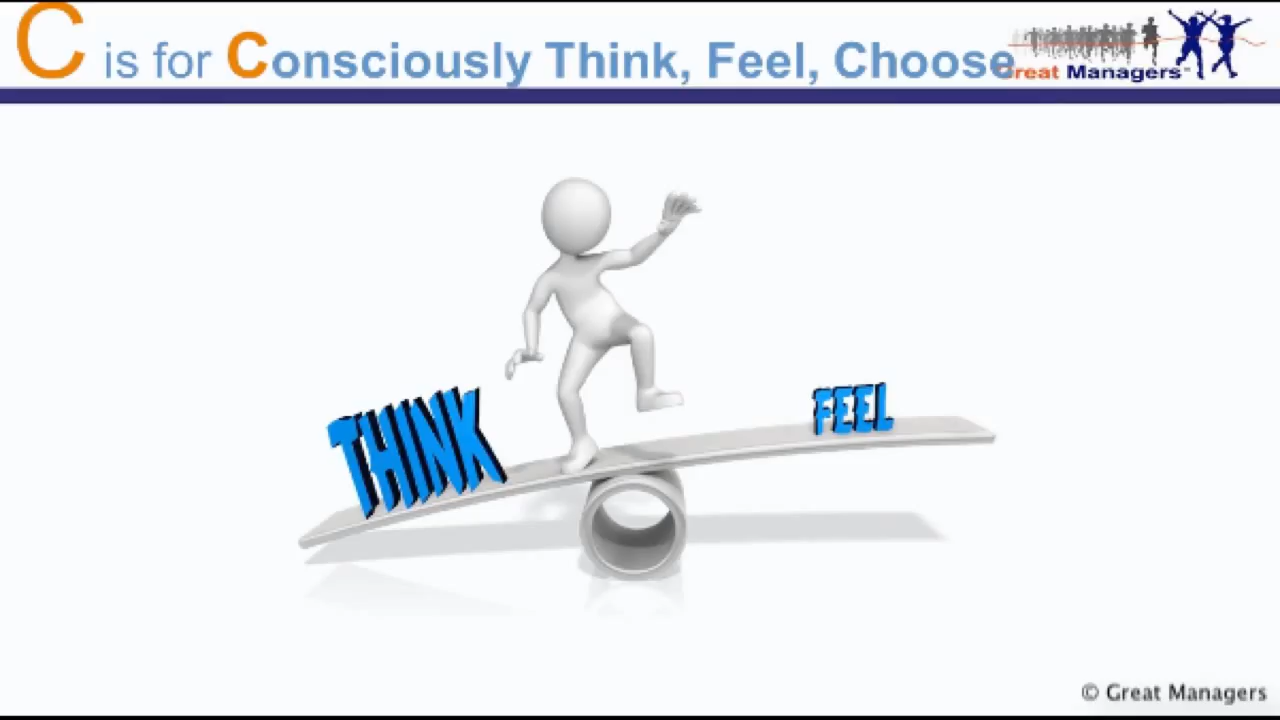 C is for Consciously Think, Feel, Choose
Great Managers
THINK
FEEL
© Great Managers